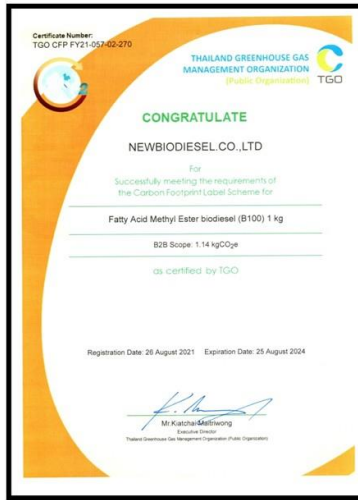 Certificate Number:
TGO CFP FY21-057-02-270
THAILAND GREENHOUSE GAS
MANAGEMENT ORGANIZATION
(Public Organization)
TGO
2
CONGRATULATE
NEWBIODIESEL.CO.,LTD
For
Successfully meeting the requirements of
the Carbon Footprint Label Scheme for
Fatty Acid Methyl Ester biodiesel (B100) 1 kg
B2B Scope: 1.14 kgCO₂e
as certified by TGO
Registration Date: 26 August 2021 Expiration Date: 25 August 2024
Mr.Kiatchai Maitriwong
Executive Director
Thailand Greenhouse Gas Management Organization (Public Organization)